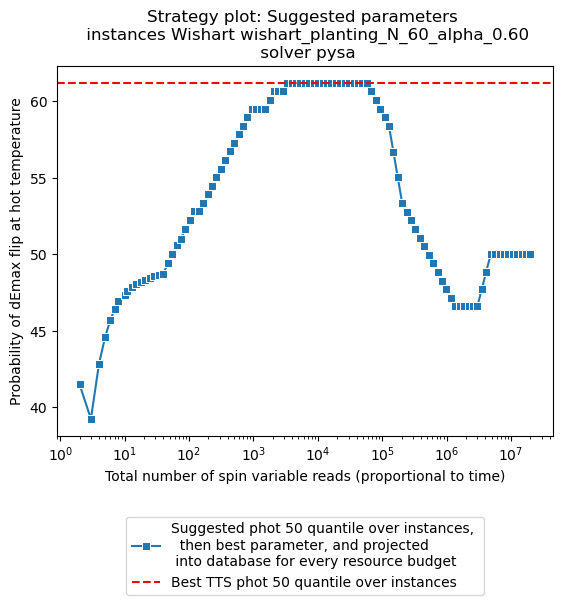 Strategy plot: Suggested parameters
instances Wishart wishart_planting_N_60_alpha_0.60
solver pysa
Probability of dEmax flip at hot temperature
60
55
50
45
40
10^0
10^1
10^2
10^3
10^4
10^5
10^6
10^7
Total number of spin variable reads (proportional to time)
Suggested phot 50 quantile over instances,
then best parameter, and projected
into database for every resource budget
Best TTS phot 50 quantile over instances